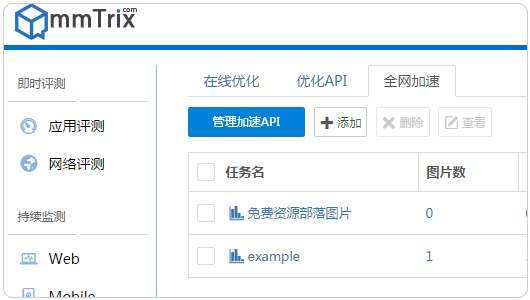 mmTrix.com
即时评测
应用评测
网络评测
持续监测
Web
Mobile
在线优化 优化API 全网加速
管理加速API 添加 删除 查看
任务名 图片数
免费资源部落图片 0
example 1